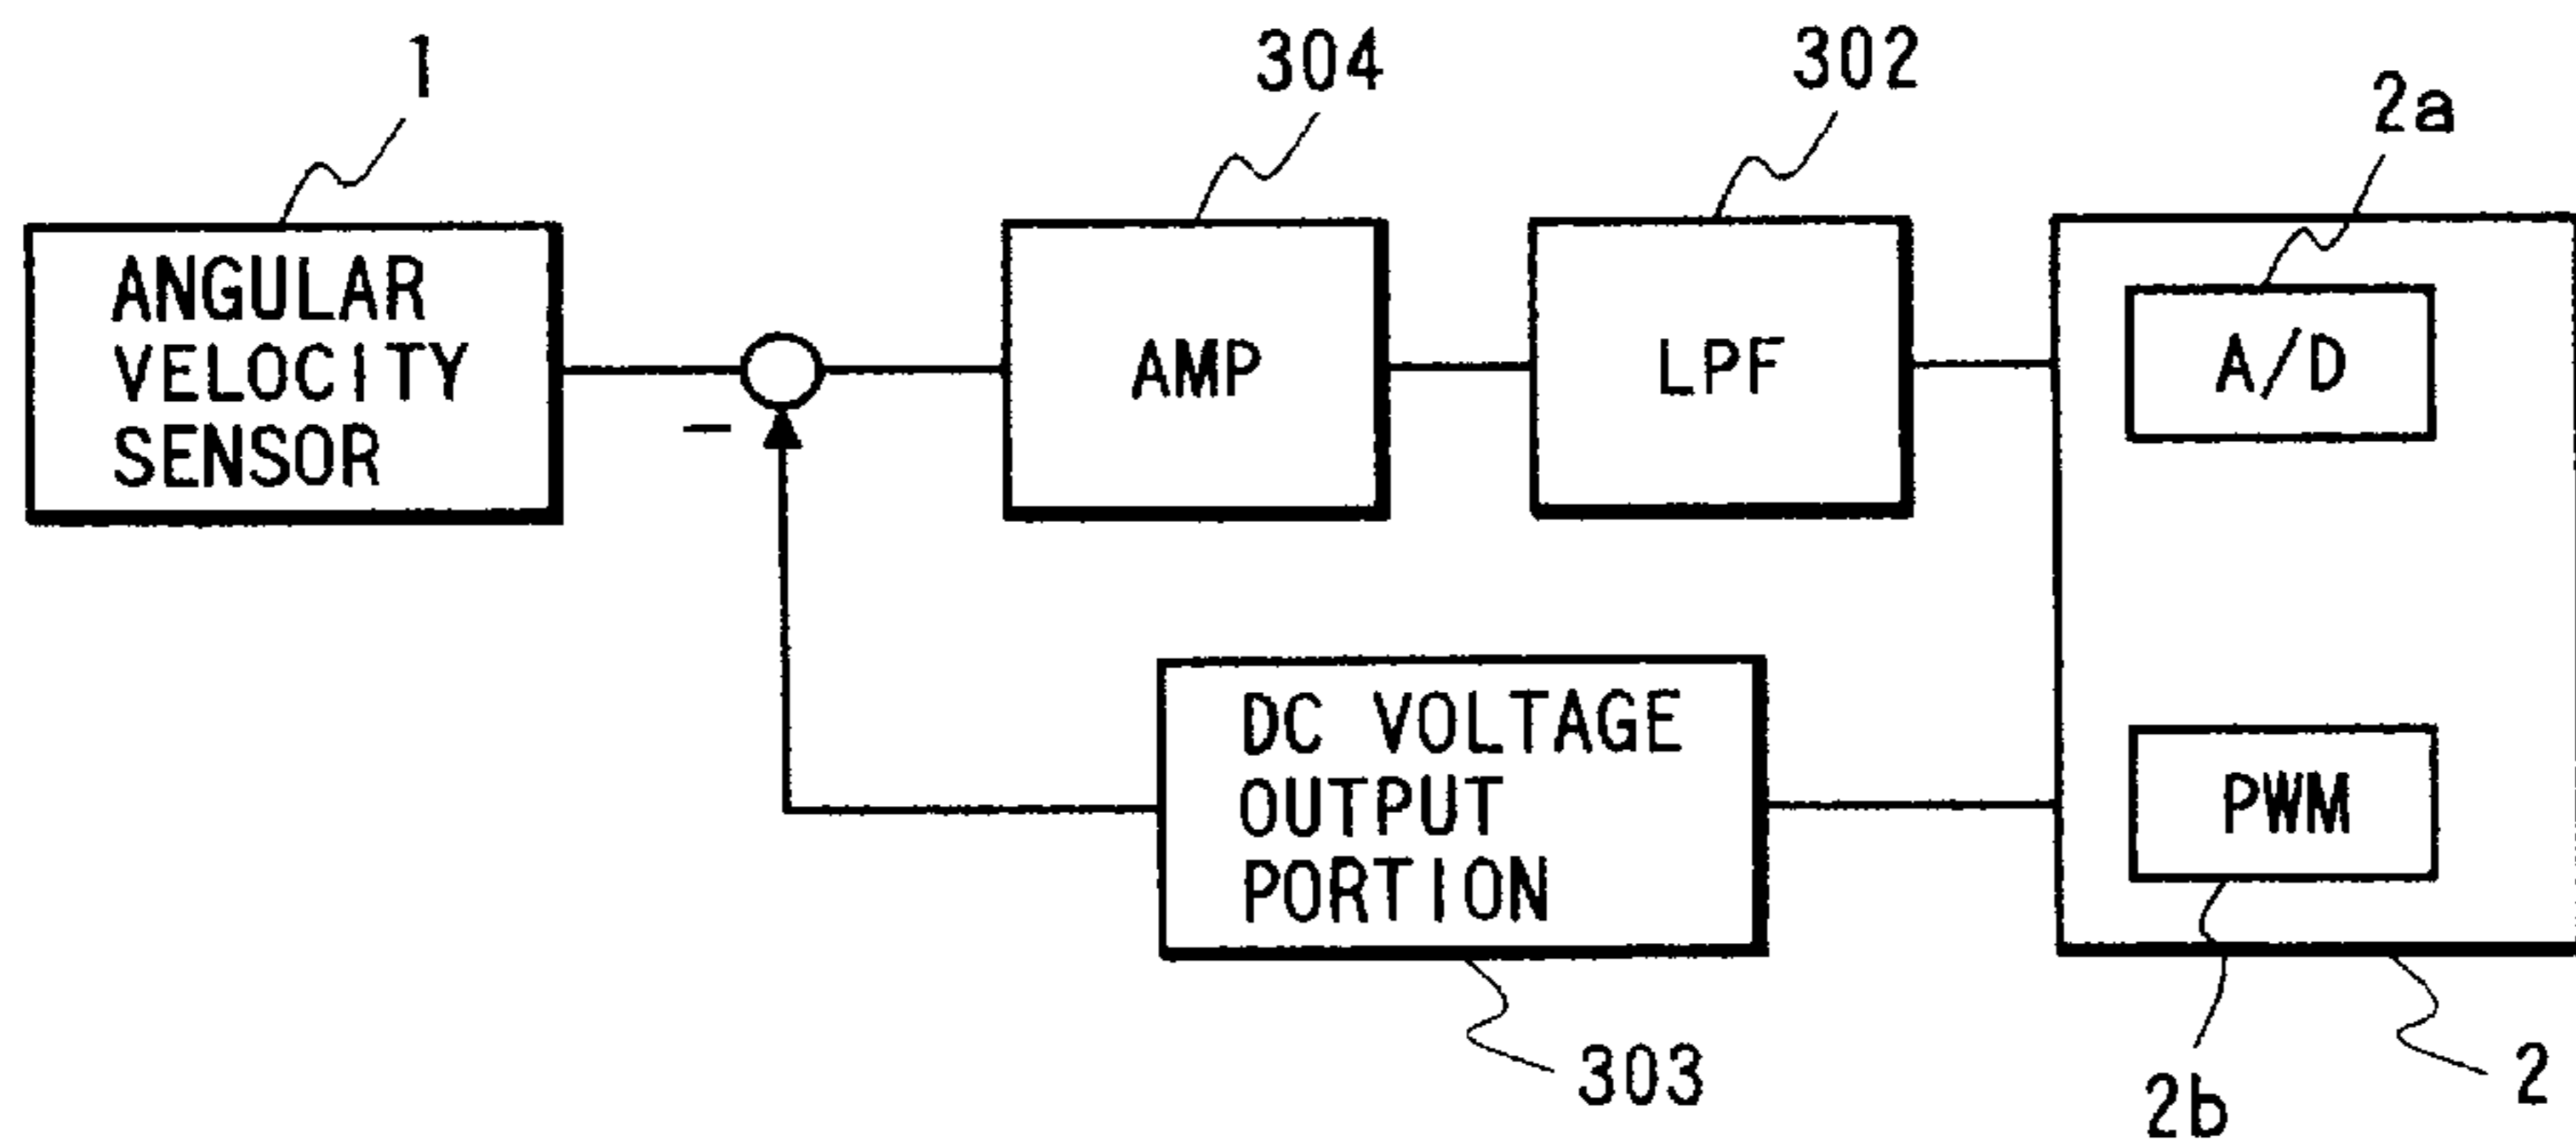 1
304
302
2a
ANGULAR
VELOCITY
SENSOR
-
AMP
LPF
A/D
DC VOLTAGE
OUTPUT
PORTION
PWM
303
2b
2